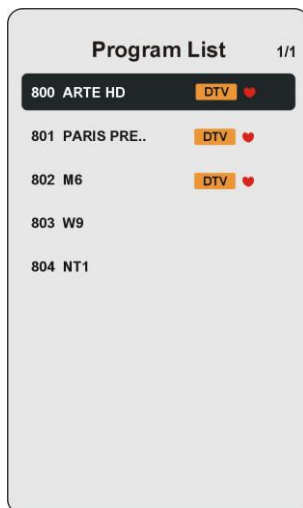 Program List 1/1
800 ARTE HD DTV
801 PARIS PRE.. DTV
802 M6 DTV
803 W9
804 NT1